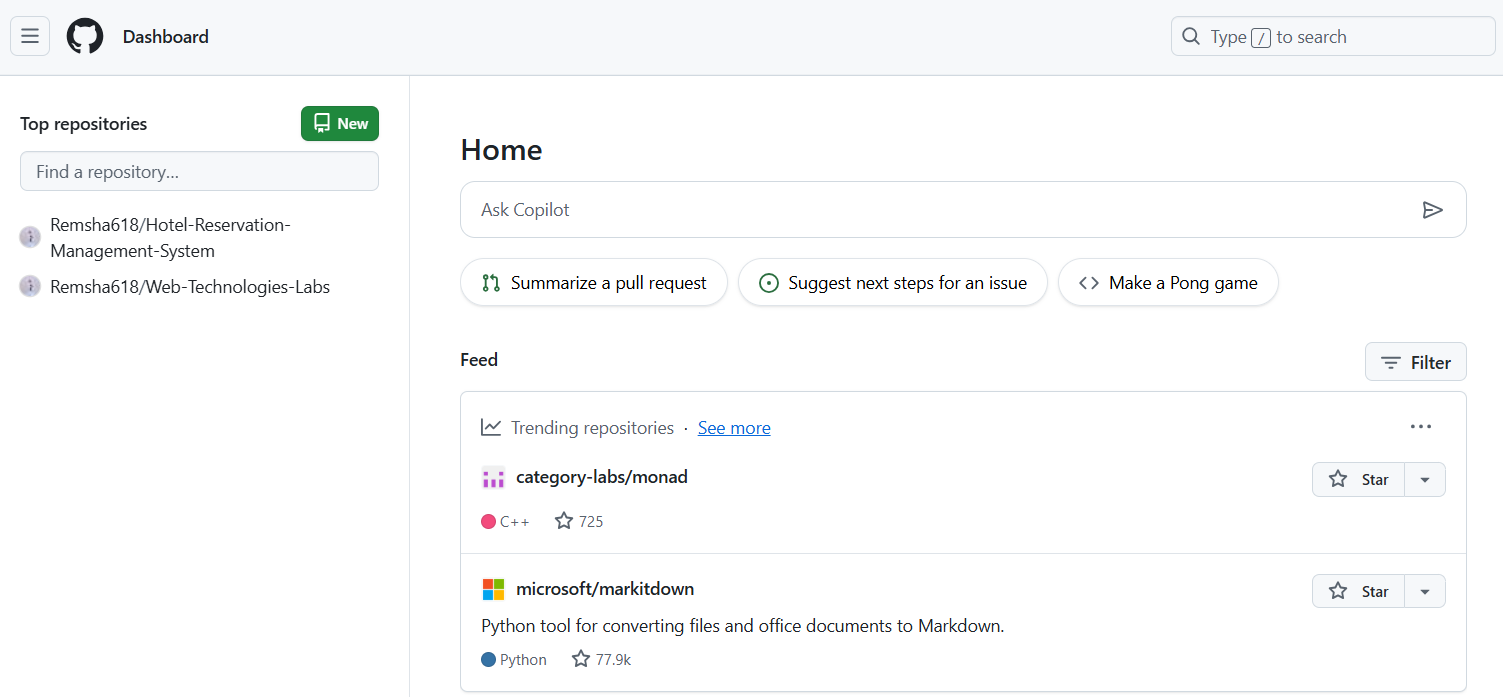 Dashboard
Type / to search
Top repositories
New
Find a repository...
Remsha618/Hotel-Reservation-
Management-System
Remsha618/Web-Technologies-Labs
Home
Ask Copilot
Summarize a pull request
Suggest next steps for an issue
Make a Pong game
Feed
Filter
Trending repositories · See more
category-labs/monad
Star
C++ 725
microsoft/markitdown
Star
Python tool for converting files and office documents to Markdown.
Python 77.9k